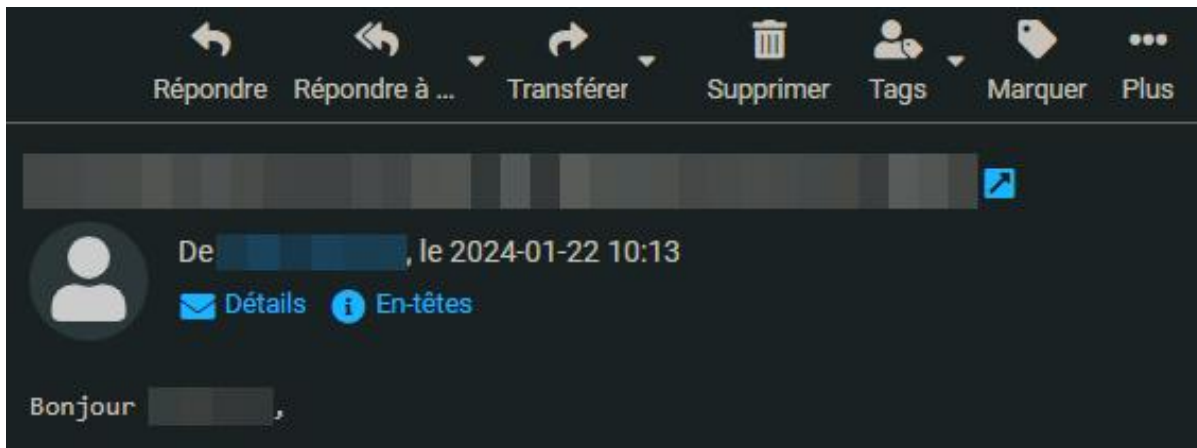 Répondre Répondre à ... Transférer Supprimer Tags Marquer Plus
De , le 2024-01-22 10:13
Détails En-têtes
Bonjour ,